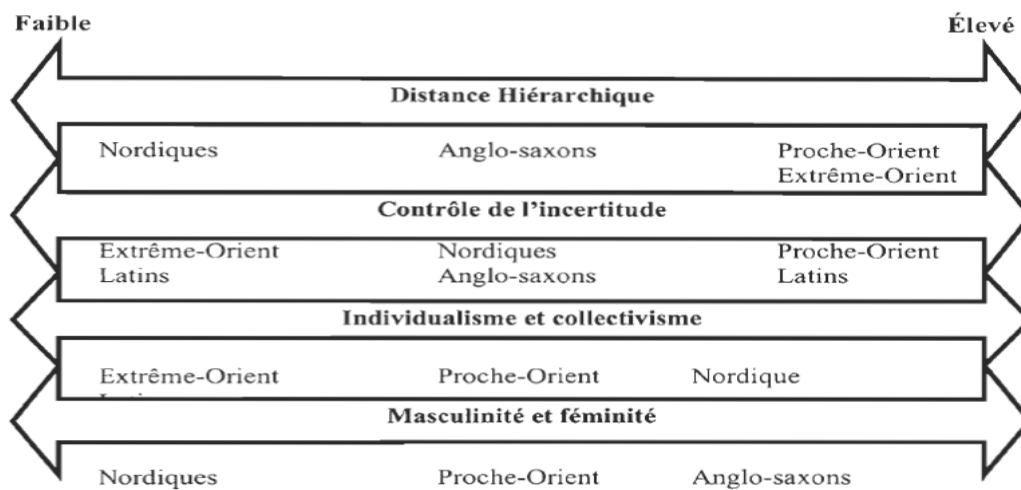 Faible Élevé
Distance Hiérarchique
Nordiques Anglo-saxons Proche-Orient
Extrême-Orient
Contrôle de l'incertitude
Extrême-Orient Nordiques Proche-Orient
Latins Anglo-saxons Latins
Individualisme et collectivisme
Extrême-Orient Proche-Orient Nordique
Masculinité et féminité
Nordiques Proche-Orient Anglo-saxons